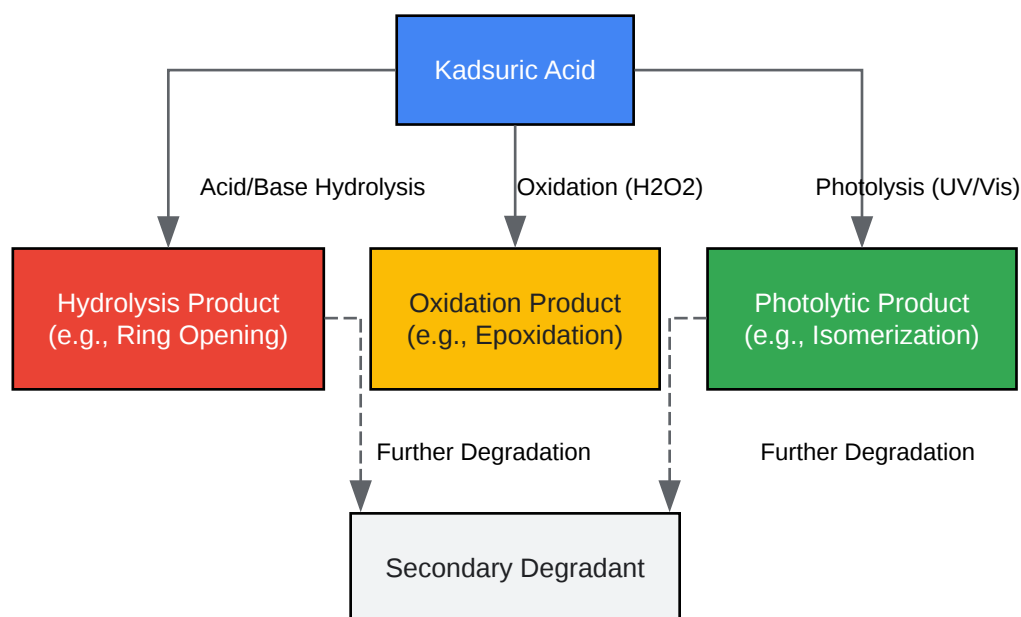 Kadsuric Acid
Acid/Base Hydrolysis
Oxidation (H2O2)
Photolysis (UV/Vis)
Hydrolysis Product
(e.g., Ring Opening)
Oxidation Product
(e.g., Epoxidation)
Photolytic Product
(e.g., Isomerization)
Further Degradation
Further Degradation
Secondary Degradant